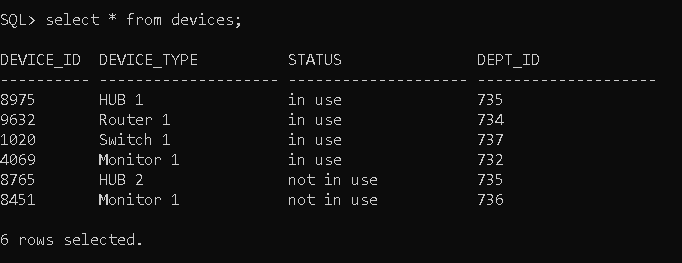 SQL> select * from devices;
DEVICE_ID DEVICE_TYPE STATUS DEPT_ID
---------- -------------------- -------------------- --------------------
8975 HUB 1 in use 735
9632 Router 1 in use 734
1020 Switch 1 in use 737
4069 Monitor 1 in use 732
8765 HUB 2 not in use 735
8451 Monitor 1 not in use 736
6 rows selected.